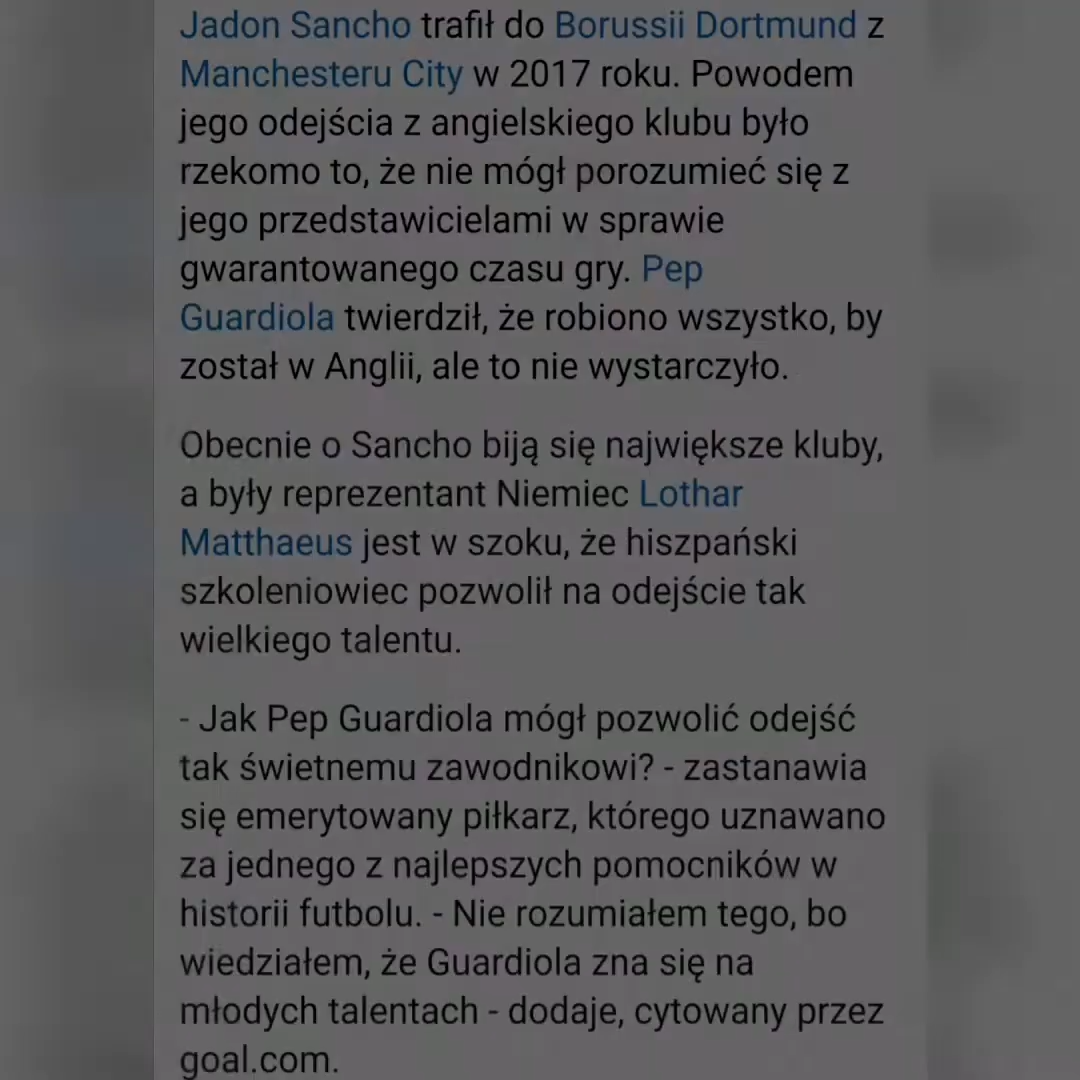 Jadon Sancho trafił do Borussii Dortmund z
Manchesteru City w 2017 roku. Powodem
jego odejścia z angielskiego klubu było
rzekomo to, że nie mógł porozumieć się z
jego przedstawicielami w sprawie
gwarantowanego czasu gry. Pep
Guardiola twierdził, że robiono wszystko, by
został w Anglii, ale to nie wystarczyło.
Obecnie o Sancho biją się największe kluby,
a były reprezentant Niemiec Lothar
Matthaeus jest w szoku, że hiszpański
szkoleniowiec pozwolił na odejście tak
wielkiego talentu.
- Jak Pep Guardiola mógł pozwolić odejść
tak świetnemu zawodnikowi? - zastanawia
się emerytowany piłkarz, którego uznawano
za jednego z najlepszych pomocników w
historii futbolu. - Nie rozumiałem tego, bo
wiedziałem, że Guardiola zna się na
młodych talentach - dodaje, cytowany przez
goal.com.